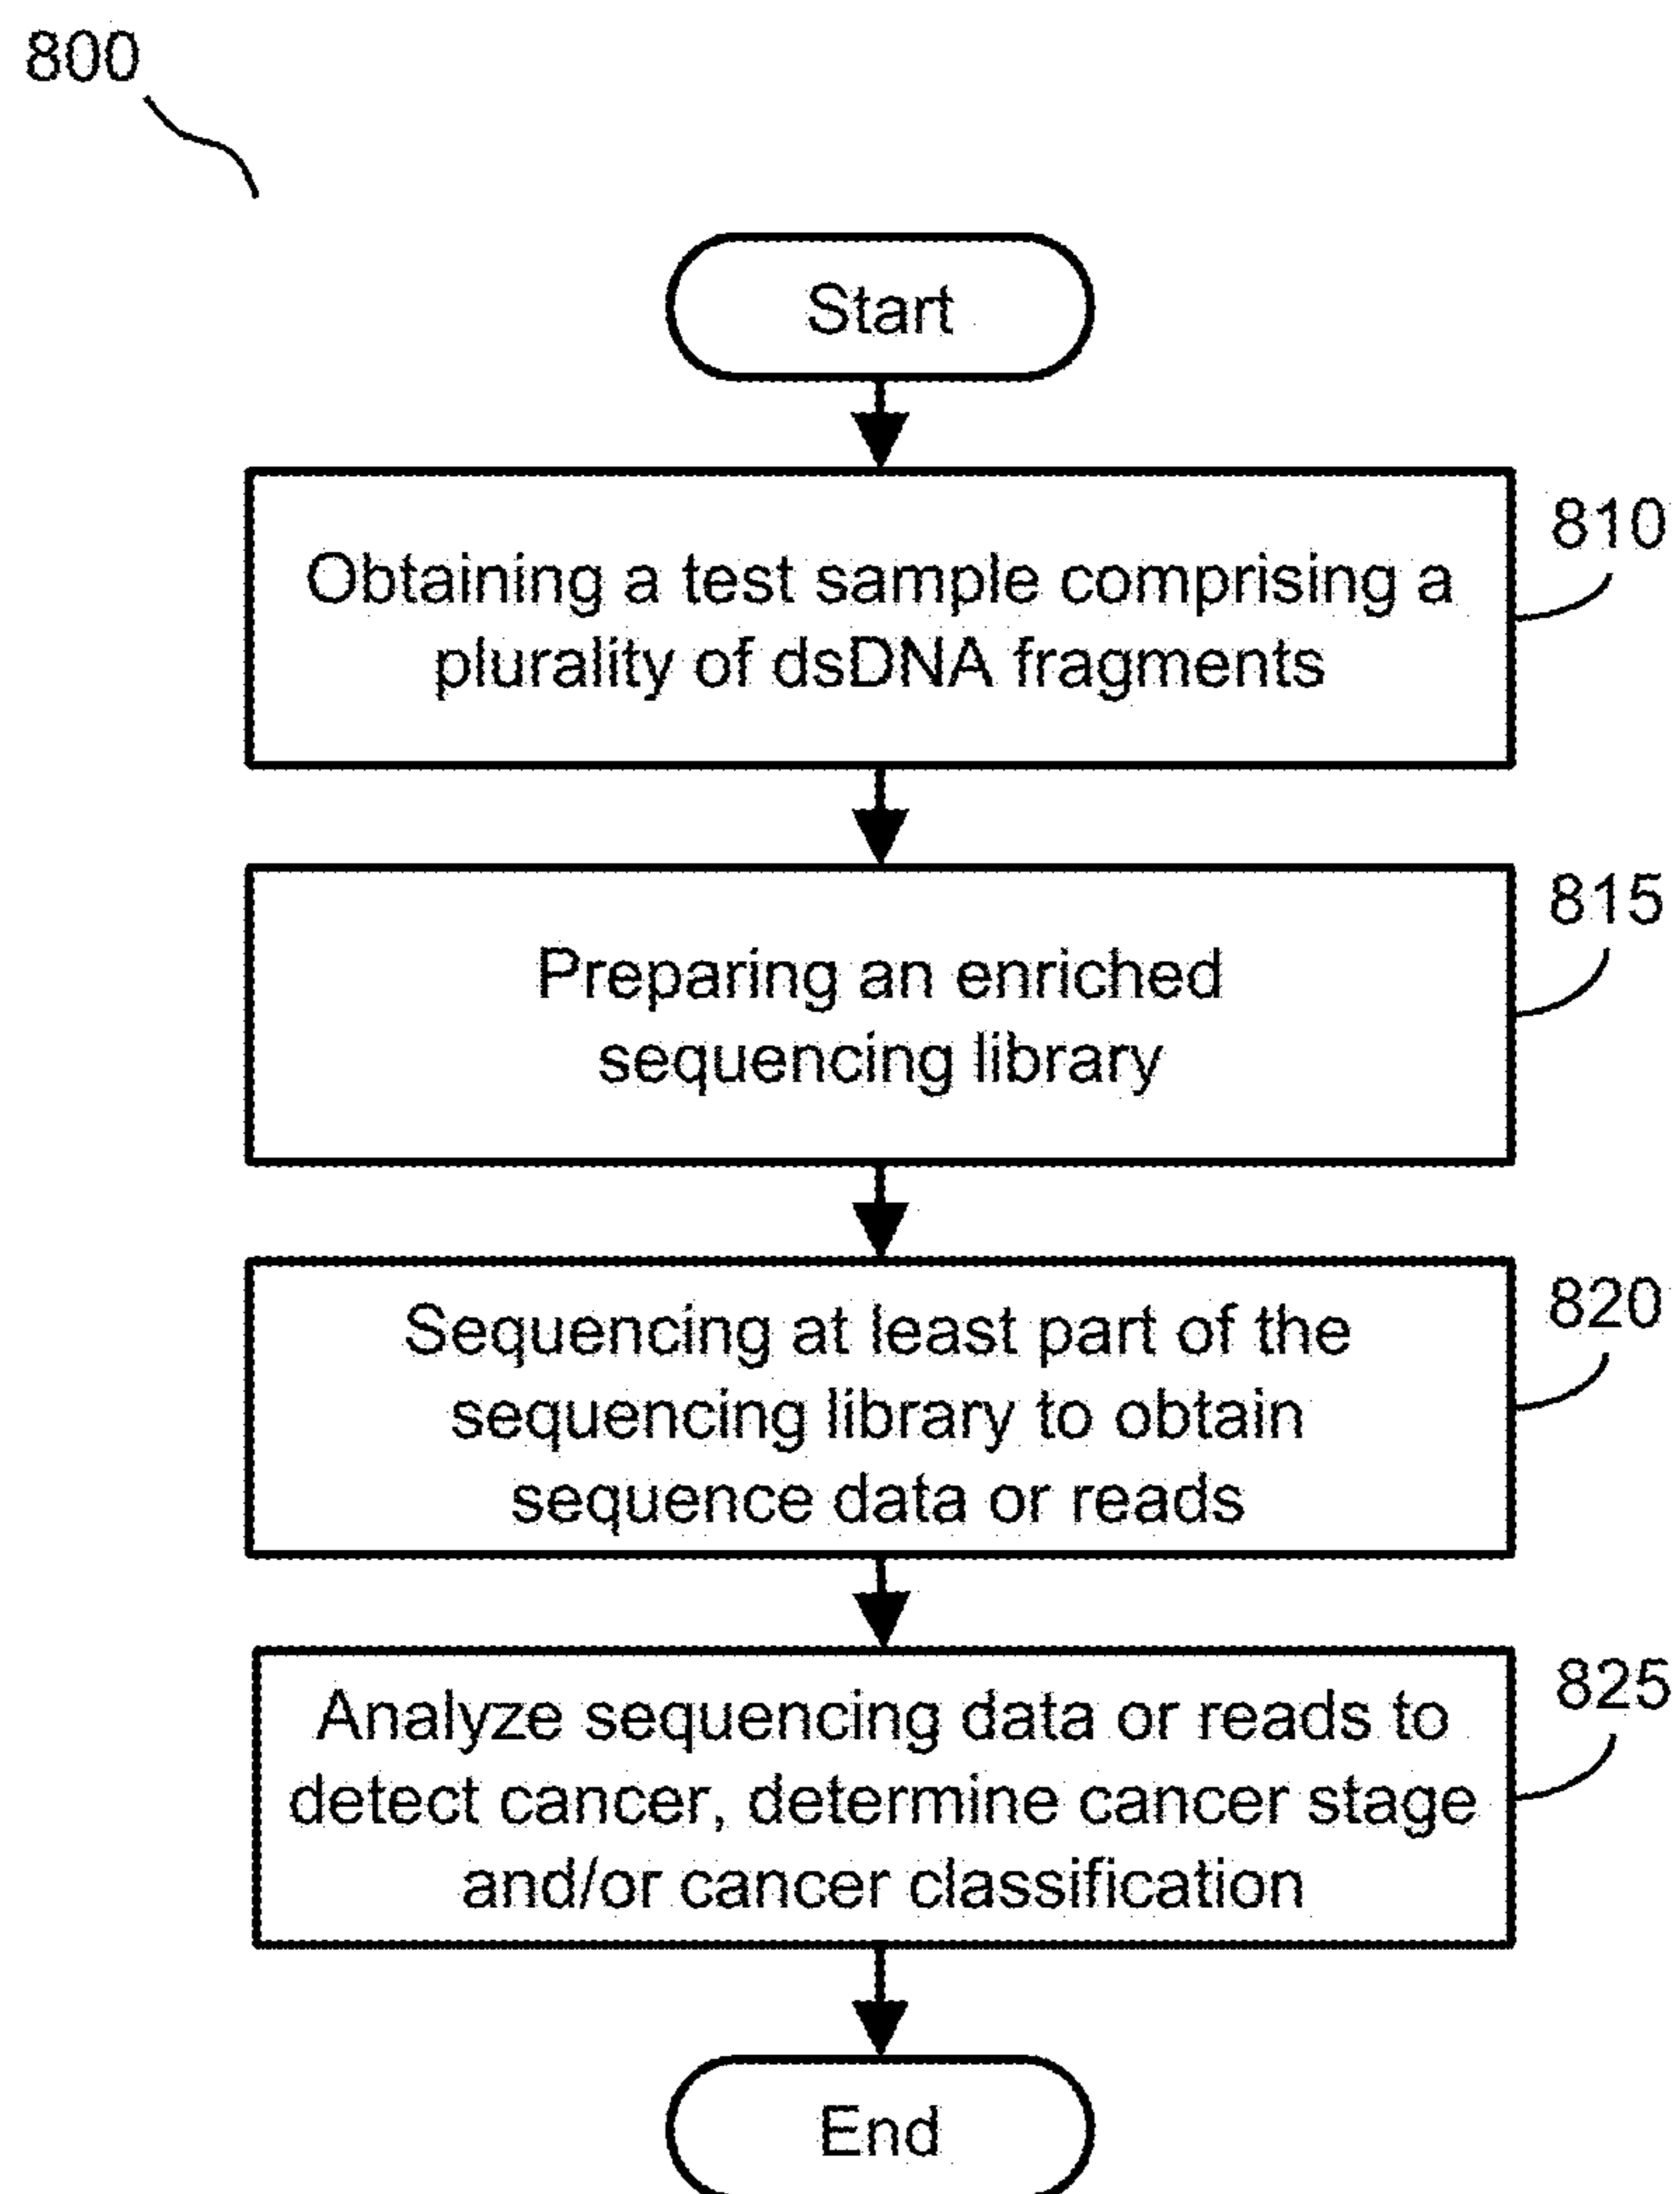 800
Start
810
Obtaining a test sample comprising a
plurality of dsDNA fragments
815
Preparing an enriched
sequencing library
820
Sequencing at least part of the
sequencing library to obtain
sequence data or reads
825
Analyze sequencing data or reads to
detect cancer, determine cancer stage
and/or cancer classification
End